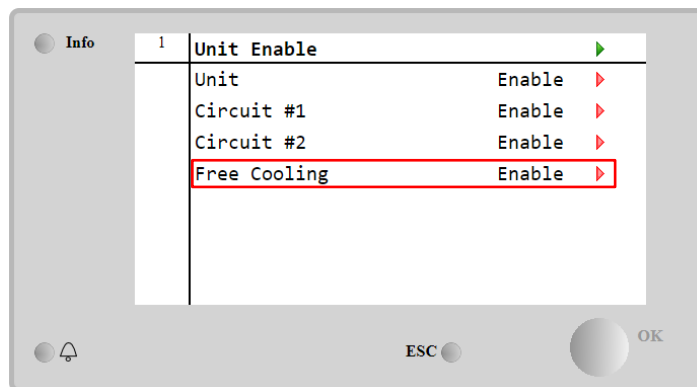 Info
1 Unit Enable
Unit Enable
Circuit #1 Enable
Circuit #2 Enable
Free Cooling Enable
ESC
OK